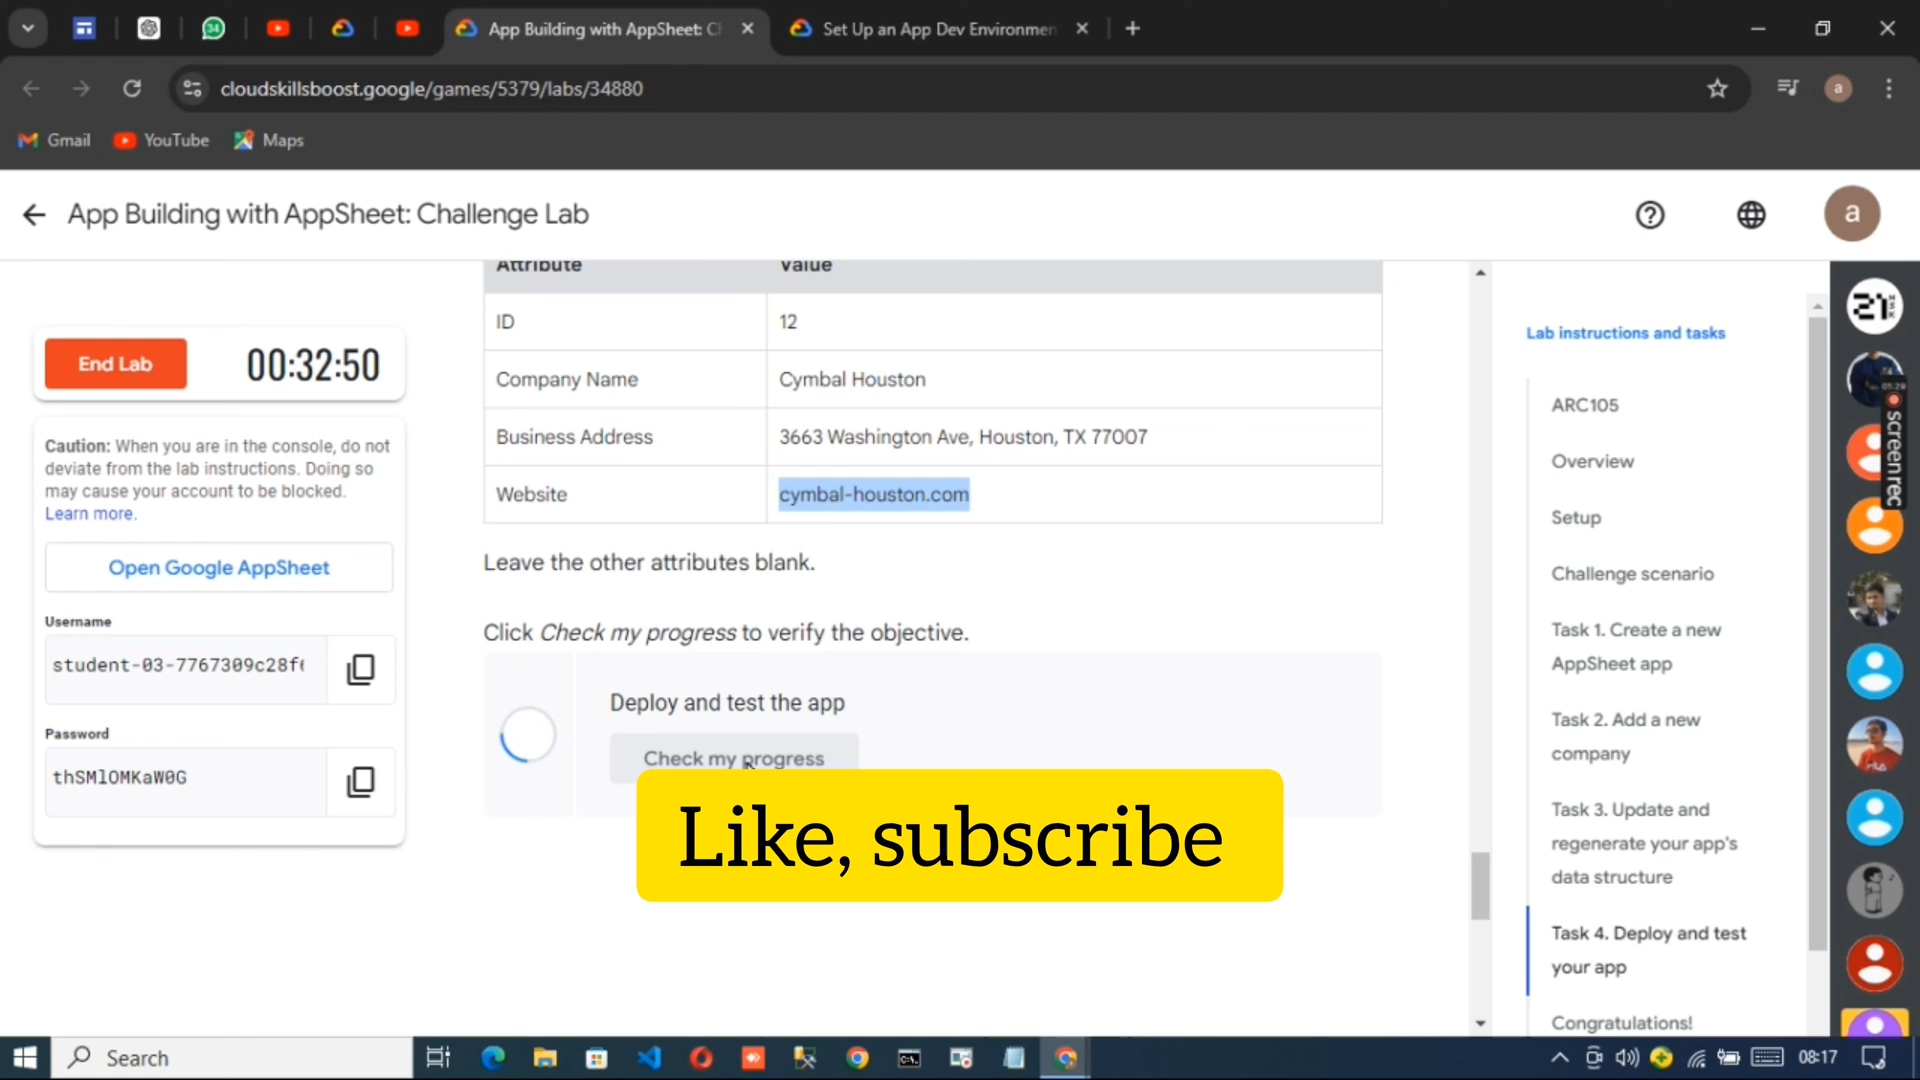 34
App Building with AppSheet: Ch
Set Up an App Dev Environmen
cloudskillsboost.google/games/5379/labs/34880
a
Gmail
YouTube
Maps
App Building with AppSheet: Challenge Lab
a
End Lab
00:32:50
Caution: When you are in the console, do not
deviate from the lab instructions. Doing so
may cause your account to be blocked.
Learn more.
Open Google AppSheet
Username
student-03-7767309c28f
Password
thSMlOMKaW0G
Attribute Value
ID 12
Company Name Cymbal Houston
Business Address 3663 Washington Ave, Houston, TX 77007
Website cymbal-houston.com
Leave the other attributes blank.
Click Check my progress to verify the objective.
Deploy and test the app
Check my progress
Like, subscribe
Lab instructions and tasks
ARC105
Overview
Setup
Challenge scenario
Task 1. Create a new
AppSheet app
Task 2. Add a new
company
Task 3. Update and
regenerate your app's
data structure
Task 4. Deploy and test
your app
Congratulations!
01:29
screen rec
Search
08:17